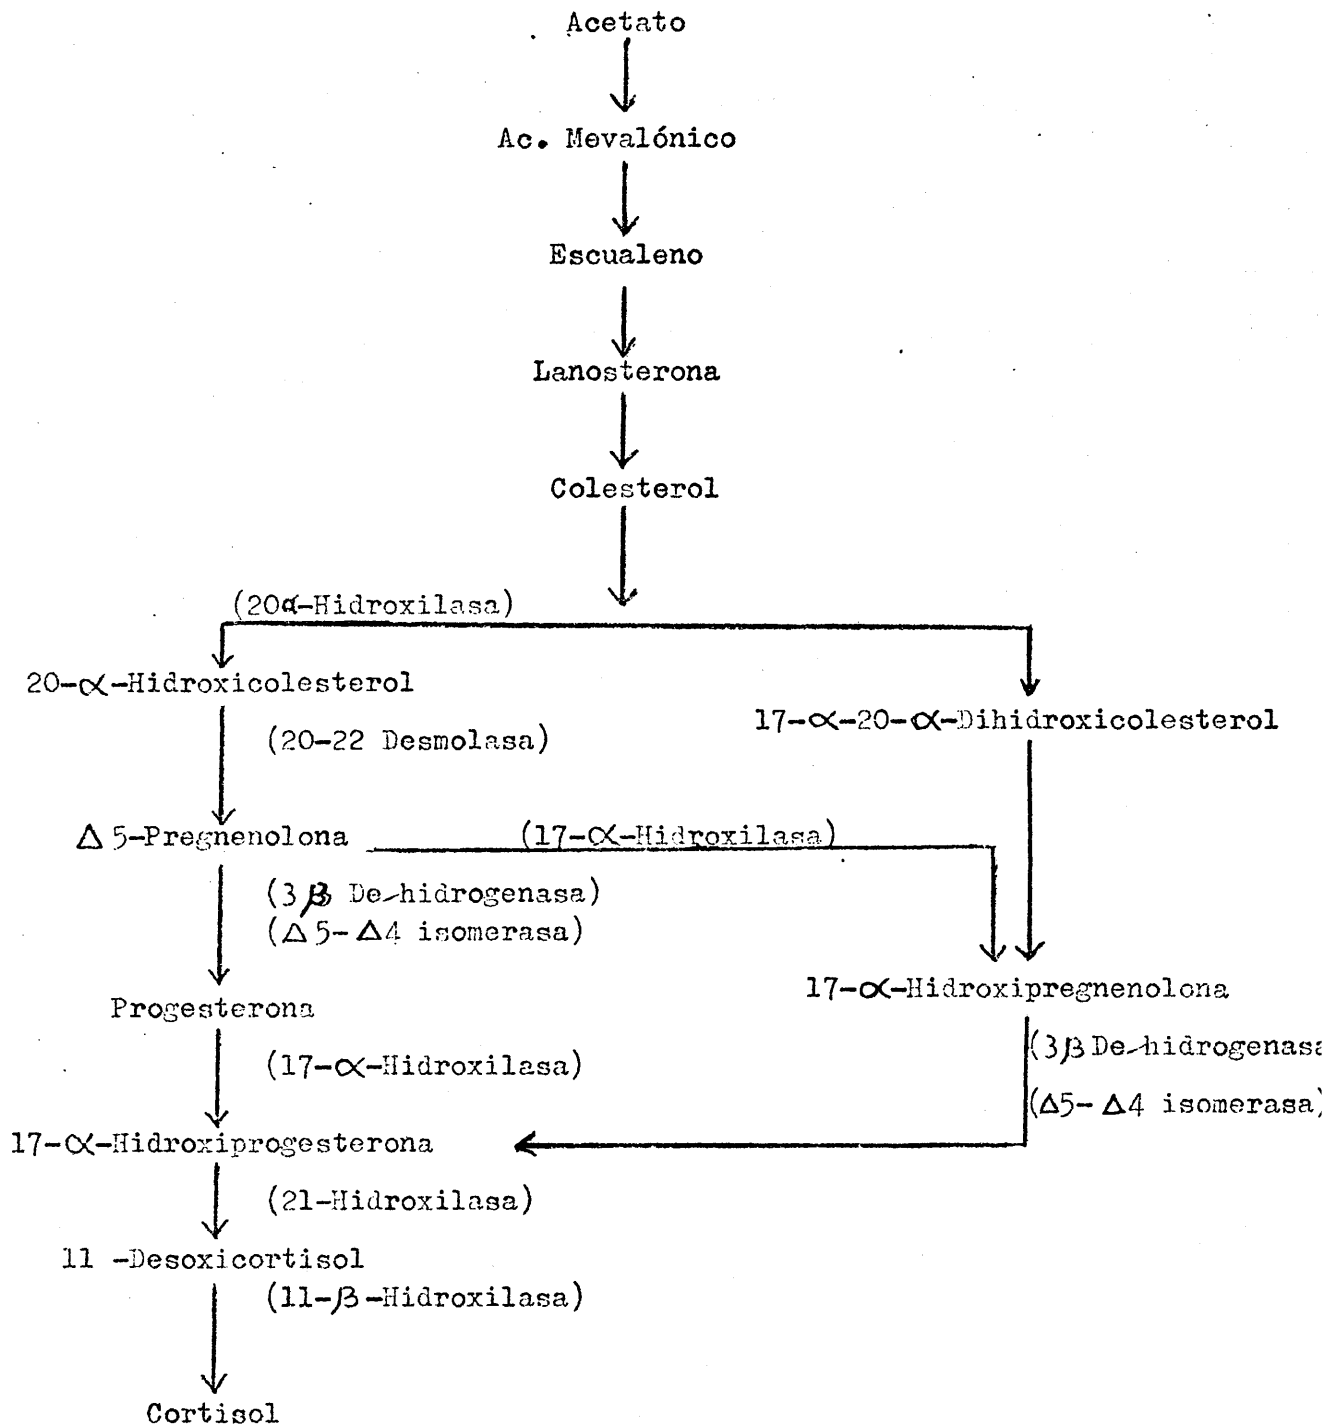 Acetato
Ac. Mevalónico
Escualeno
Lanosterona
Colesterol
(20α-Hidroxilasa)
20-α-Hidroxicolesterol
17-α-20-α-Dihidroxicolesterol
(20-22 Desmolasa)
Δ 5-Pregnenolona
(17-α-Hidroxilasa)
(3 β De-hidrogenasa)
(Δ 5-Δ4 isomerasa)
17-α-Hidroxipregnenolona
Progesterona
(3β De-hidrogenasa
(17-α-Hidroxilasa)
(Δ5-Δ4 isomerasa)
17-α-Hidroxiprogesterona
(21-Hidroxilasa)
11 -Desoxicortisol
(11-β-Hidroxilasa)
Cortisol